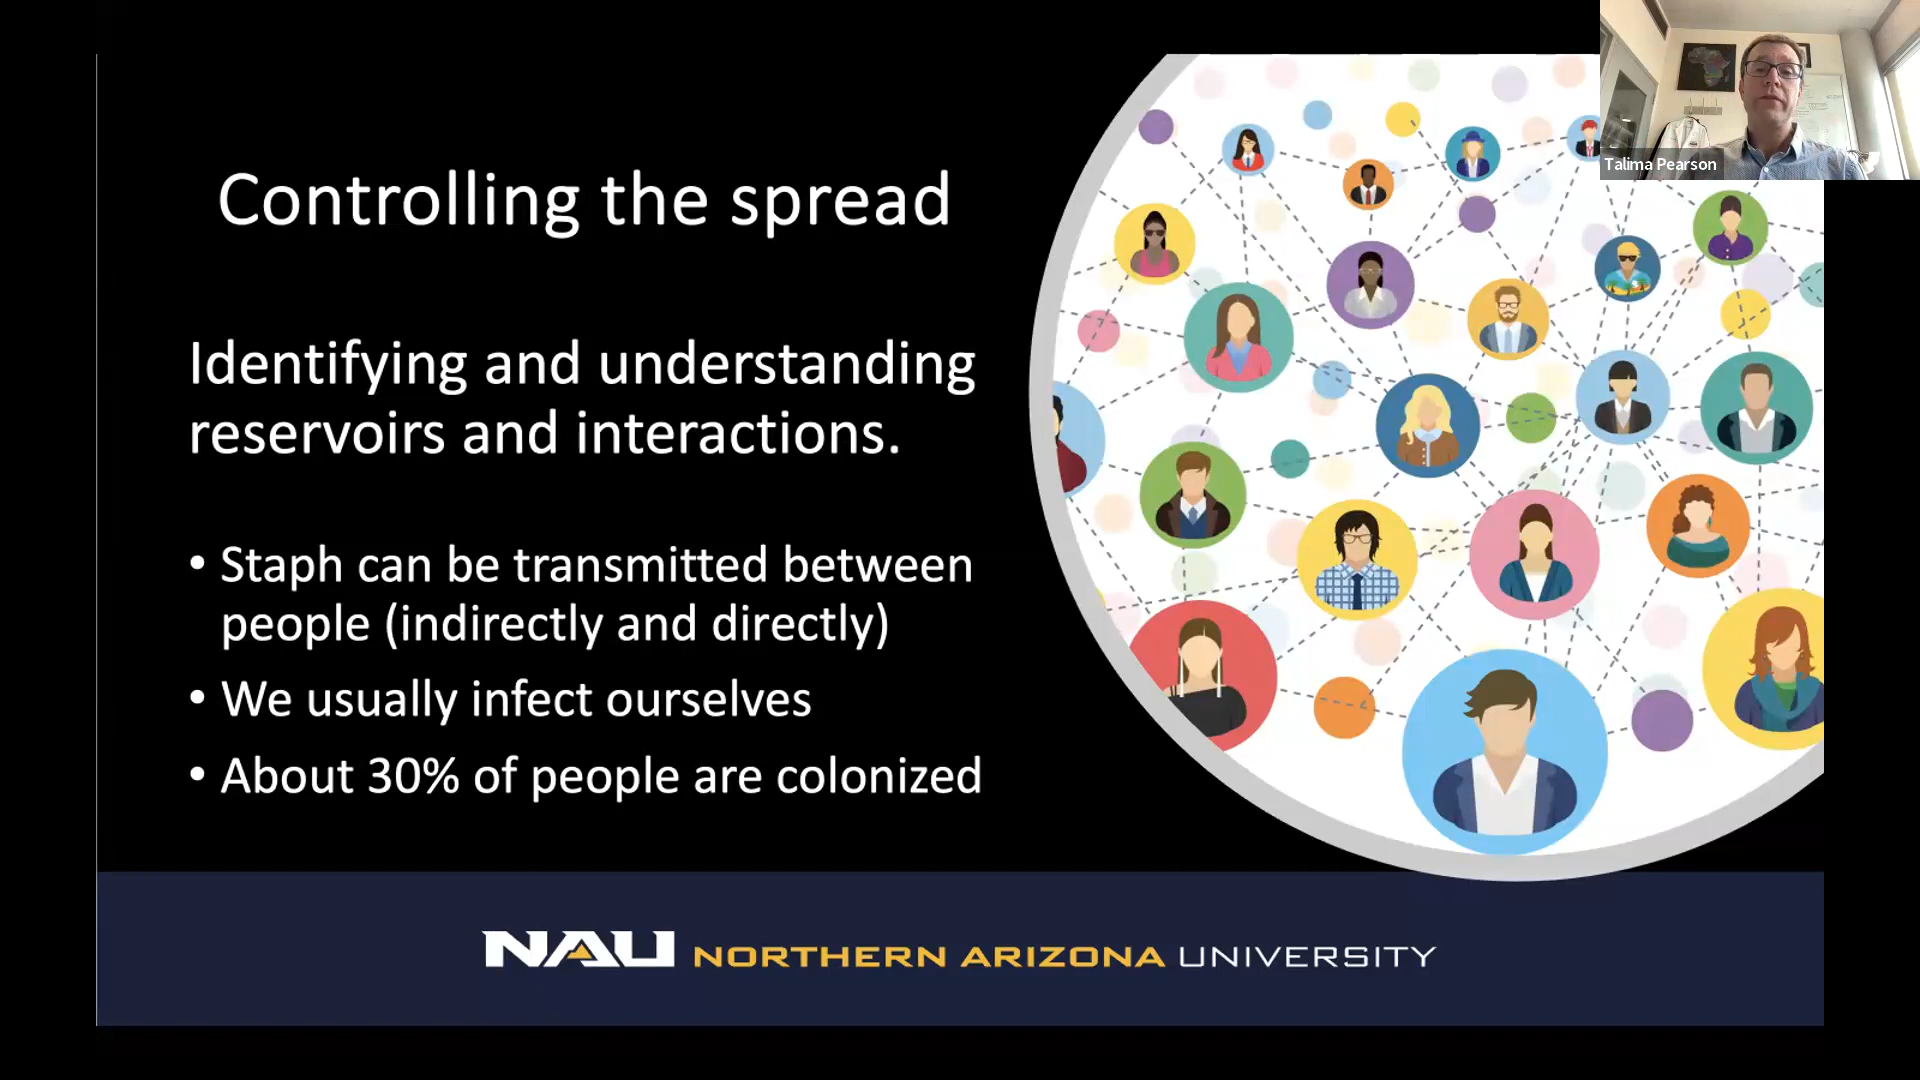 Talima Pearson
Controlling the spread
Identifying and understanding
reservoirs and interactions.
• Staph can be transmitted between
people (indirectly and directly)
• We usually infect ourselves
• About 30% of people are colonized
NAU NORTHERN ARIZONA UNIVERSITY